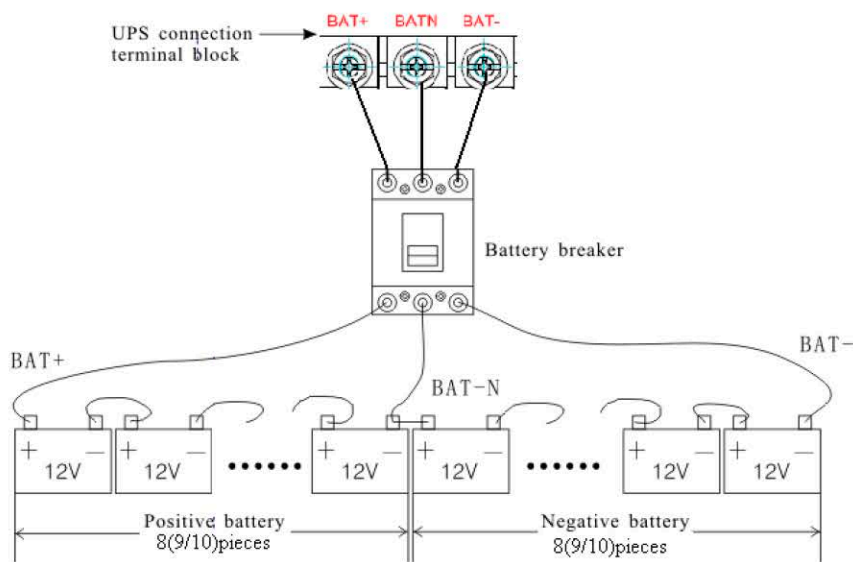 BAT+ BATN BAT-
UPS connection
terminal block
Battery breaker
BAT+
BAT-
BAT-N
+ − + − + − + − + − + −
12V 12V 12V 12V 12V 12V
Positive battery
8(9/10)pieces
Negative battery
8(9/10)pieces